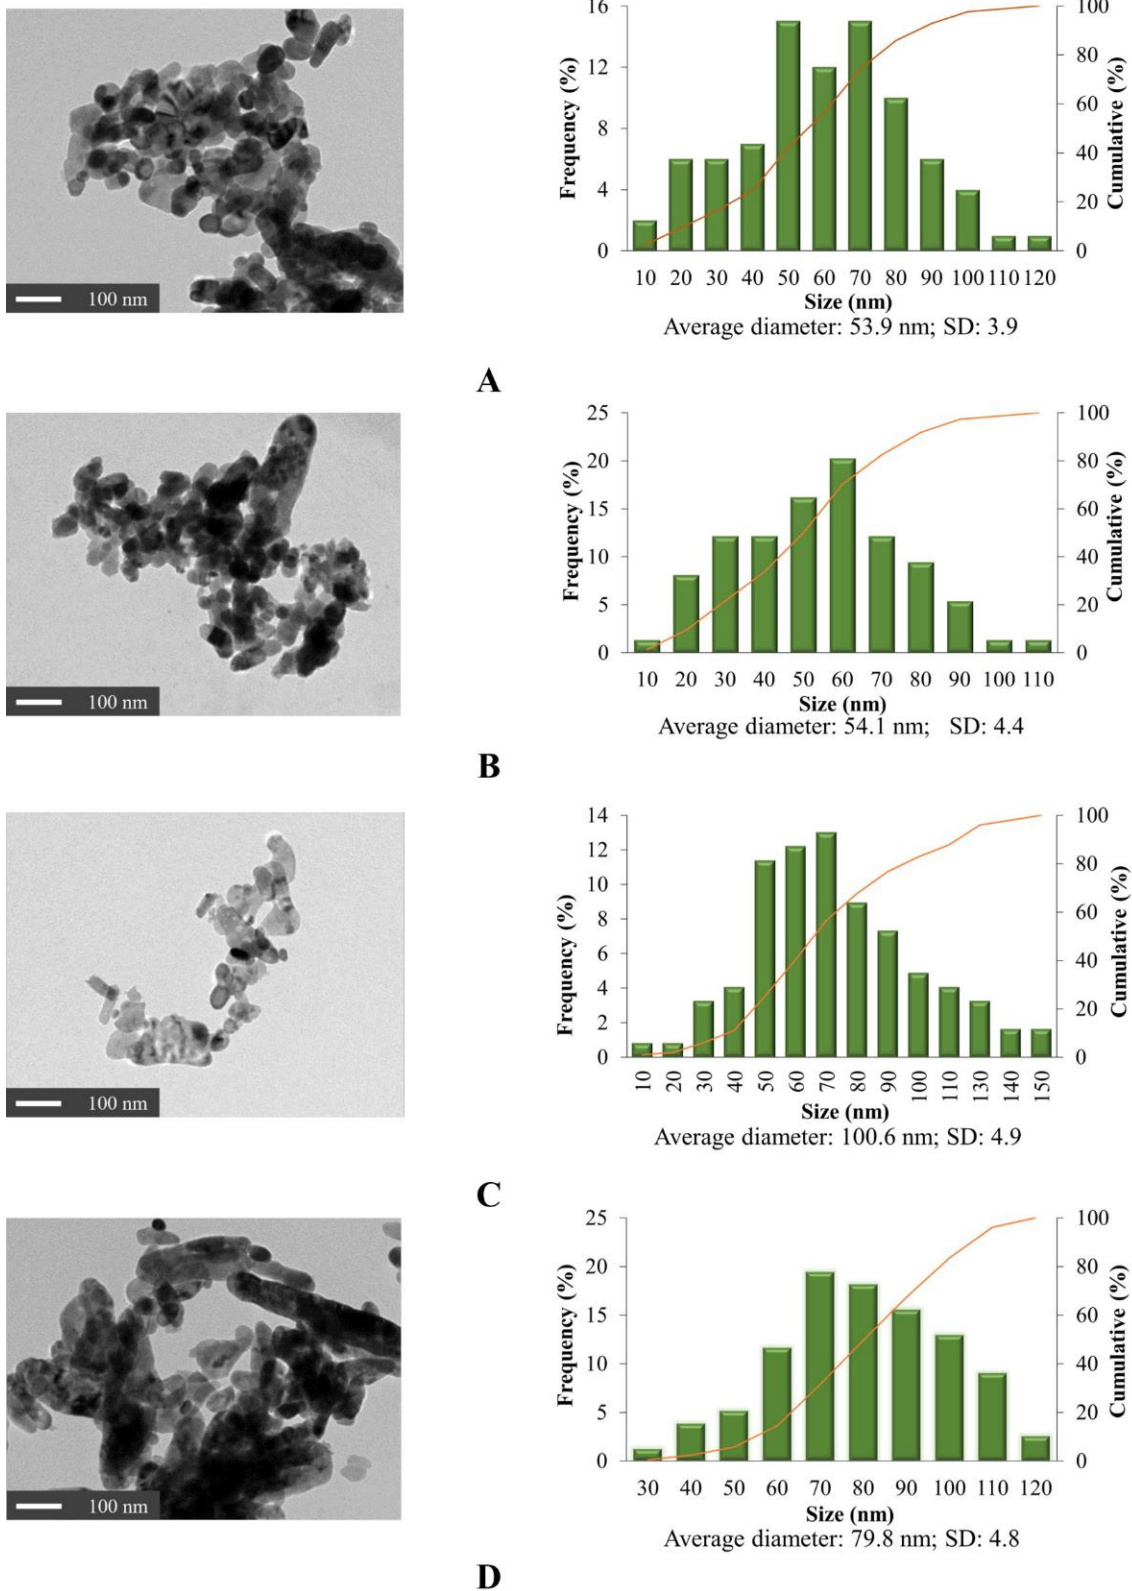 100 nm
16
12
8
4
0
Frequency (%)
100
80
60
40
20
0
Cumulative (%)
10 20 30 40 50 60 70 80 90 100 110 120
Size (nm)
Average diameter: 53.9 nm; SD: 3.9
A
100 nm
25
20
15
10
5
0
Frequency (%)
100
80
60
40
20
0
Cumulative (%)
10 20 30 40 50 60 70 80 90 100 110
Size (nm)
Average diameter: 54.1 nm; SD: 4.4
B
100 nm
14
12
10
8
6
4
2
0
Frequency (%)
100
80
60
40
20
0
Cumulative (%)
10 20 30 40 50 60 70 80 90 100 110 130 140 150
Size (nm)
Average diameter: 100.6 nm; SD: 4.9
C
100 nm
25
20
15
10
5
0
Frequency (%)
100
80
60
40
20
0
Cumulative (%)
30 40 50 60 70 80 90 100 110 120
Size (nm)
Average diameter: 79.8 nm; SD: 4.8
D